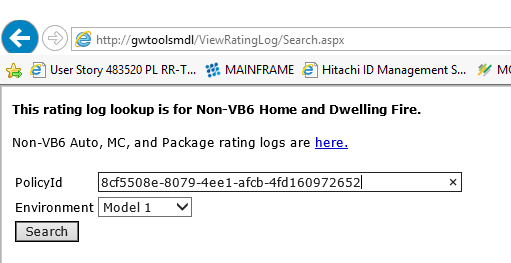 http://gwtoolsmdl/ViewRatingLog/Search.aspx
User Story 483520 PL RR-T... MAINFRAME Hitachi ID Management S...
This rating log lookup is for Non-VB6 Home and Dwelling Fire.
Non-VB6 Auto, MC, and Package rating logs are here.
PolicyId 8cf5508e-8079-4ee1-afcb-4fd160972652 ×
Environment Model 1
Search